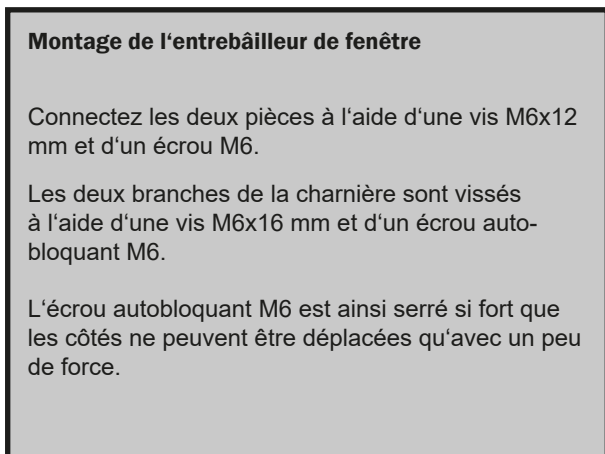 Montage de l‘entrebâilleur de fenêtre
Connectez les deux pièces à l‘aide d‘une vis M6x12
mm et d‘un écrou M6.
Les deux branches de la charnière sont vissés
à l‘aide d‘une vis M6x16 mm et d‘un écrou auto-
bloquant M6.
L‘écrou autobloquant M6 est ainsi serré si fort que
les côtés ne peuvent être déplacées qu‘avec un peu
de force.